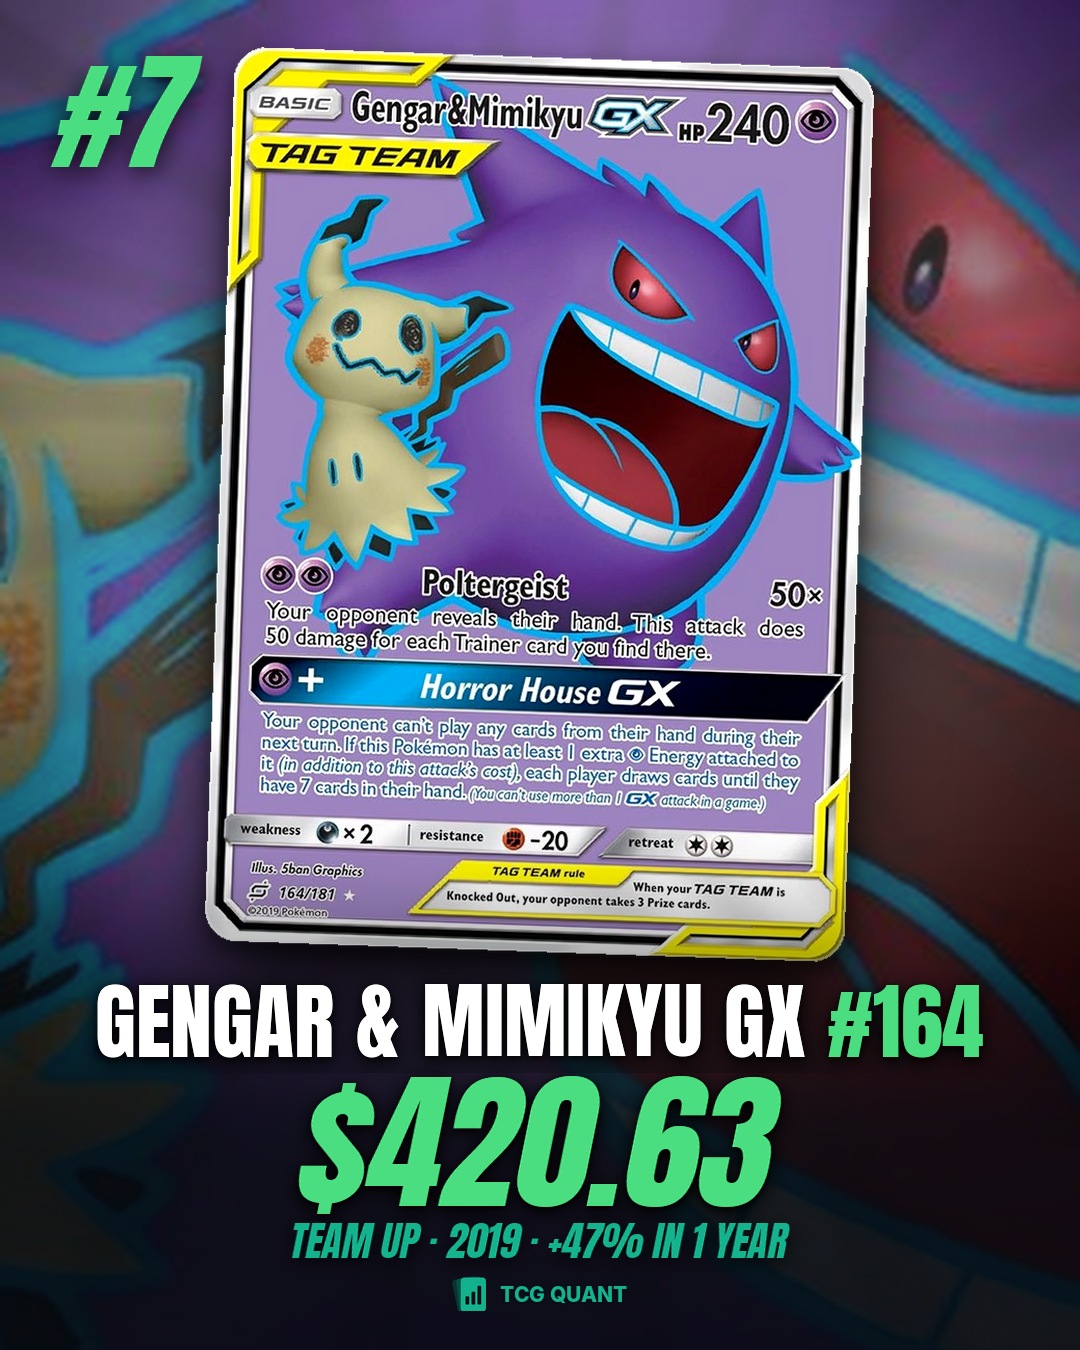 #7
BASIC Gengar&Mimikyu GX HP 240
TAG TEAM
Poltergeist 50×
Your opponent reveals their hand. This attack does
50 damage for each Trainer card you find there.
+ Horror House GX
Your opponent can't play any cards from their hand during their
next turn. If this Pokémon has at least 1 extra Energy attached to
it (in addition to this attack's cost), each player draws cards until they
have 7 cards in their hand. (You can't use more than 1 GX attack in a game.)
weakness ×2 resistance -20 retreat
Illus. 5ban Graphics
164/181
©2019 Pokémon
TAG TEAM rule
When your TAG TEAM is
Knocked Out, your opponent takes 3 Prize cards.
GENGAR & MIMIKYU GX #164
$420.63
TEAM UP · 2019 · +47% IN 1 YEAR
TCG QUANT